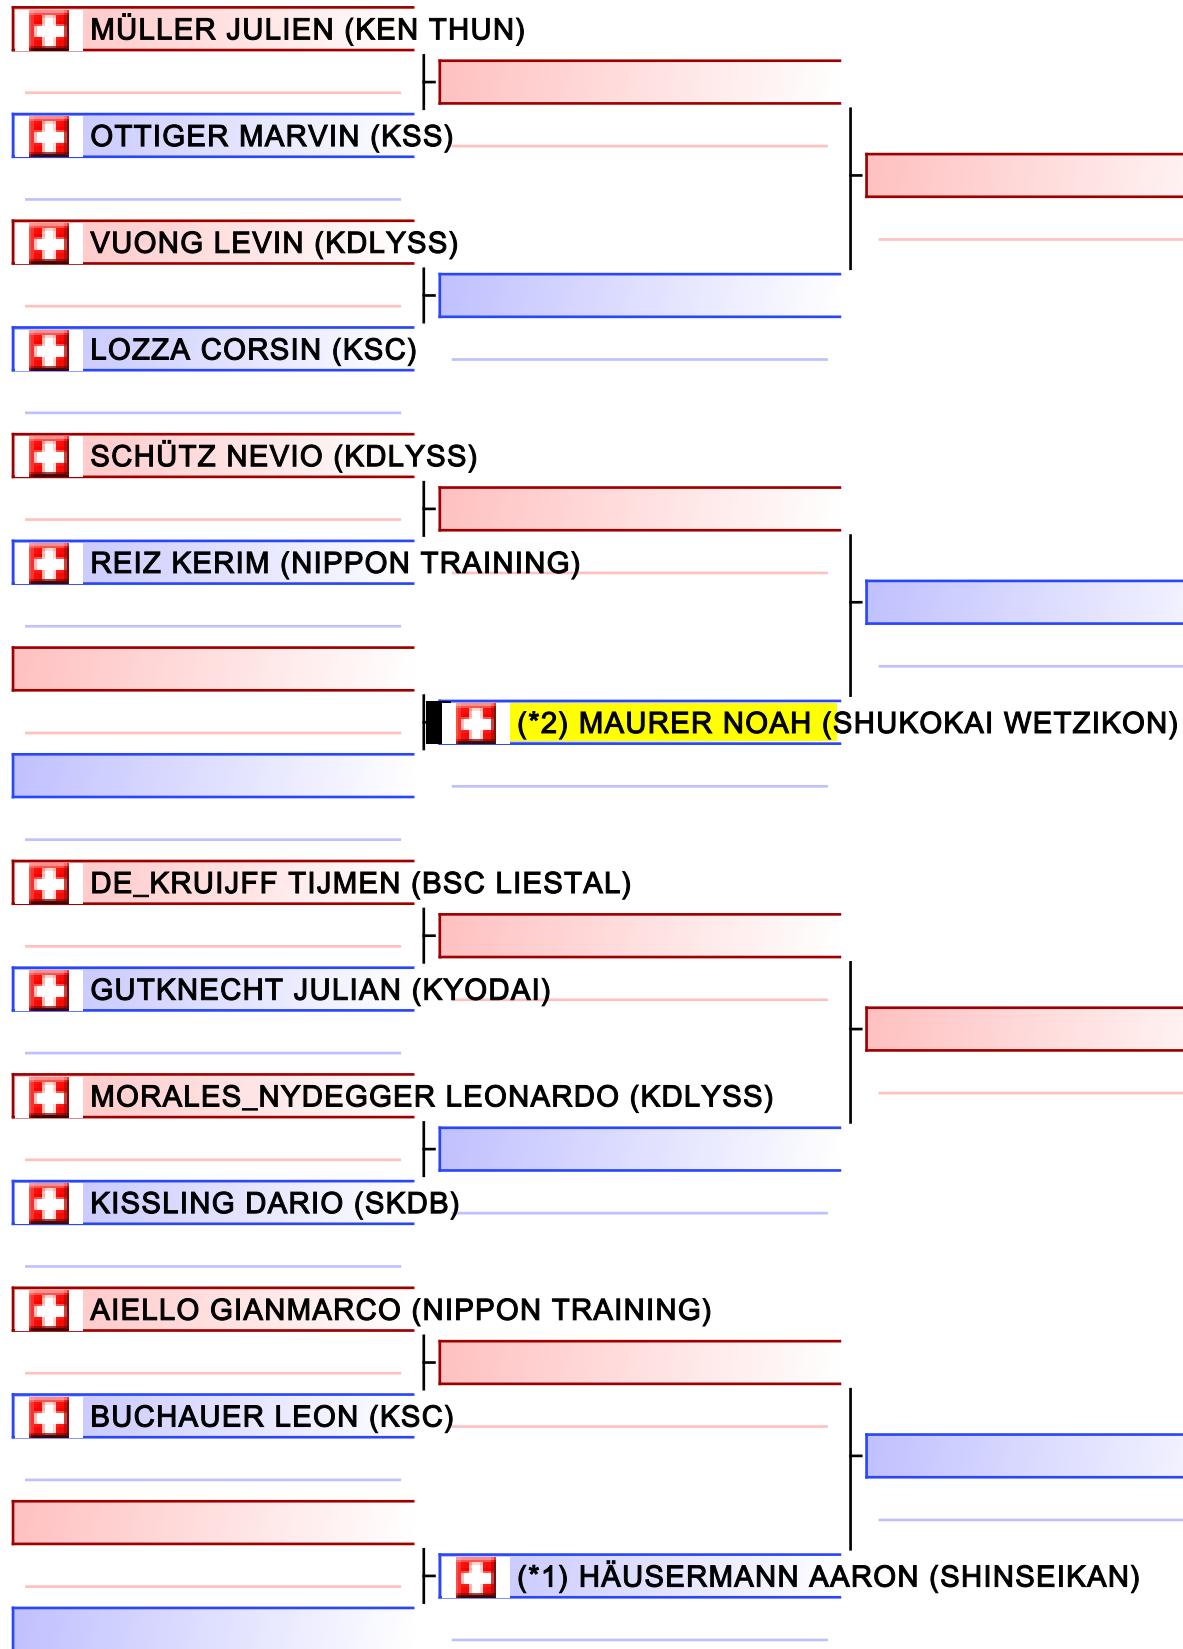 MÜLLER JULIEN (KEN THUN)
OTTIGER MARVIN (KSS)
VUONG LEVIN (KDLYSS)
LOZZA CORSIN (KSC)
SCHÜTZ NEVIO (KDLYSS)
REIZ KERIM (NIPPON TRAINING)
(*2) MAURER NOAH (SHUKOKAI WETZIKON)
DE_KRUIJFF TIJMEN (BSC LIESTAL)
GUTKNECHT JULIAN (KYODAI)
MORALES_NYDEGGER LEONARDO (KDLYSS)
KISSLING DARIO (SKDB)
AIELLO GIANMARCO (NIPPON TRAINING)
BUCHAUER LEON (KSC)
(*1) HÄUSERMANN AARON (SHINSEIKAN)